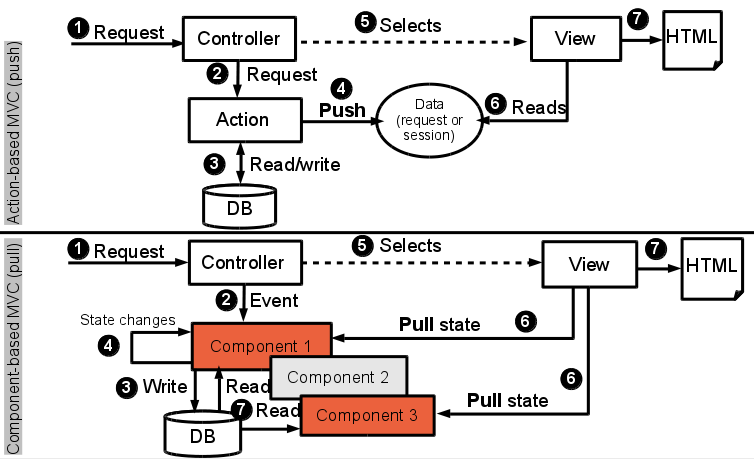 Action-based MVC (push)
1 Request
Controller
5 Selects
View
7
HTML
2 Request
Action
4
Push
Data
(request or
session)
6 Reads
3 Read/write
DB
Component-based MVC (pull)
1 Request
Controller
5 Selects
View
7
HTML
2 Event
State changes
4
Component 1
Pull state
6
3 Write
Read
Component 2
6
Pull state
7 Read
Component 3
DB